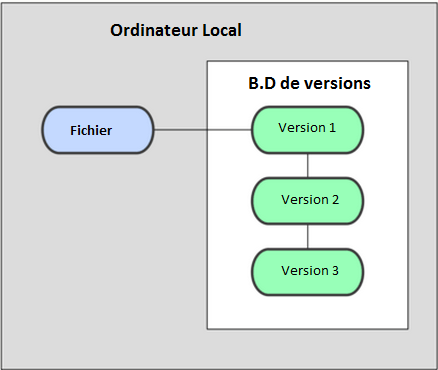 Ordinateur Local
B.D de versions
Fichier
Version 1
Version 2
Version 3